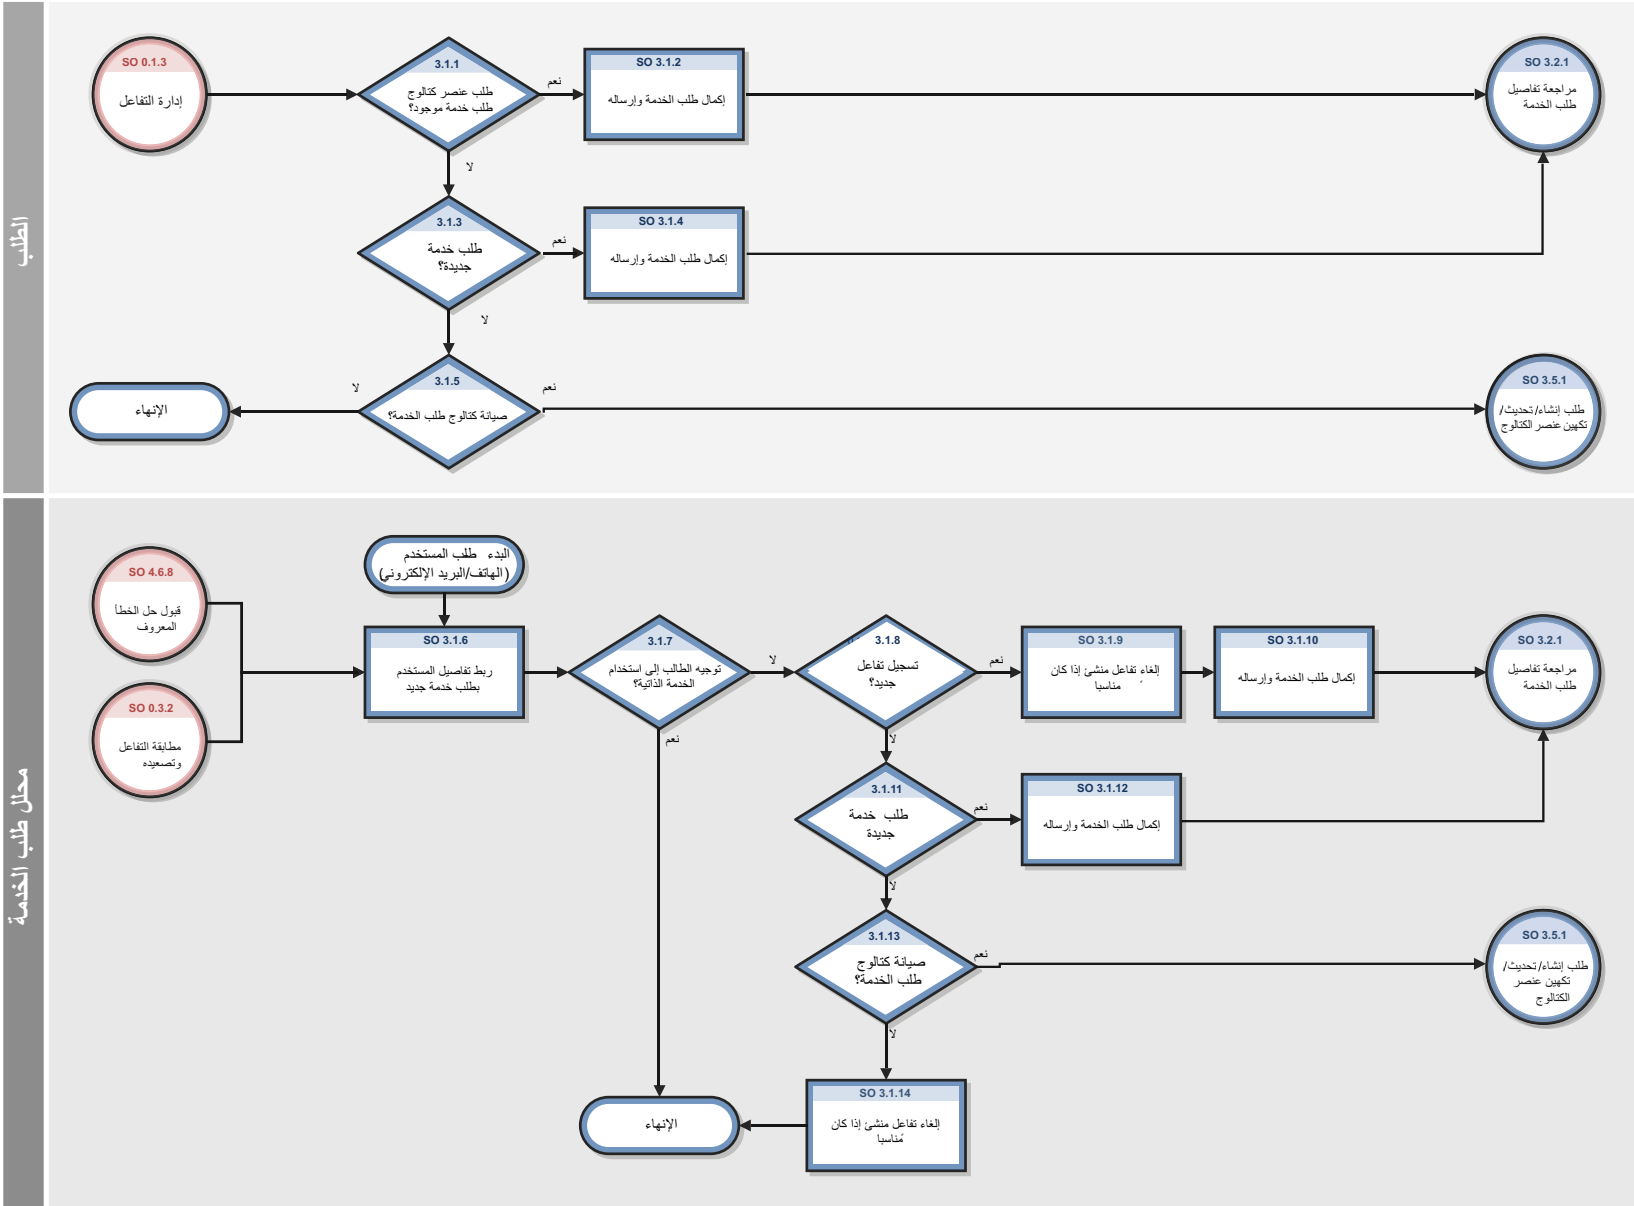 الطلب
SO 0.1.3
إدارة التفاعل
3.1.1
طلب عنصر كتالوج
طلب خدمة موجود؟
نعم
SO 3.1.2
إكمال طلب الخدمة وإرساله
SO 3.2.1
مراجعة تفاصيل
طلب الخدمة
لا
3.1.3
طلب خدمة
جديدة؟
نعم
SO 3.1.4
إكمال طلب الخدمة وإرساله
لا
3.1.5
صيانة كتالوج طلب الخدمة؟
لا
الإنهاء
نعم
SO 3.5.1
طلب إنشاء/ تحديث/
تكهين عنصر الكتالوج
محلل طلب الخدمة
SO 4.6.8
قبول حل الخطأ
المعروف
SO 0.3.2
مطابقة التفاعل
وتصعيده
البدء طلب المستخدم
(الهاتف/البريد الإلكتروني)
SO 3.1.6
ربط تفاصيل المستخدم
بطلب خدمة جديد
3.1.7
توجيه الطالب إلى استخدام
الخدمة الذاتية؟
لا
نعم
3.1.8
تسجيل تفاعل
جديد؟
نعم
SO 3.1.9
إلغاء تفاعل منشئ إذا كان
مناسباً
SO 3.1.10
إكمال طلب الخدمة وإرساله
SO 3.2.1
مراجعة تفاصيل
طلب الخدمة
لا
3.1.11
طلب خدمة
جديدة
نعم
SO 3.1.12
إكمال طلب الخدمة وإرساله
لا
3.1.13
صيانة كتالوج
طلب الخدمة؟
نعم
SO 3.5.1
طلب إنشاء/ تحديث/
تكهين عنصر
الكتالوج
لا
SO 3.1.14
إلغاء تفاعل منشئ إذا كان
مناسباً
الإنهاء